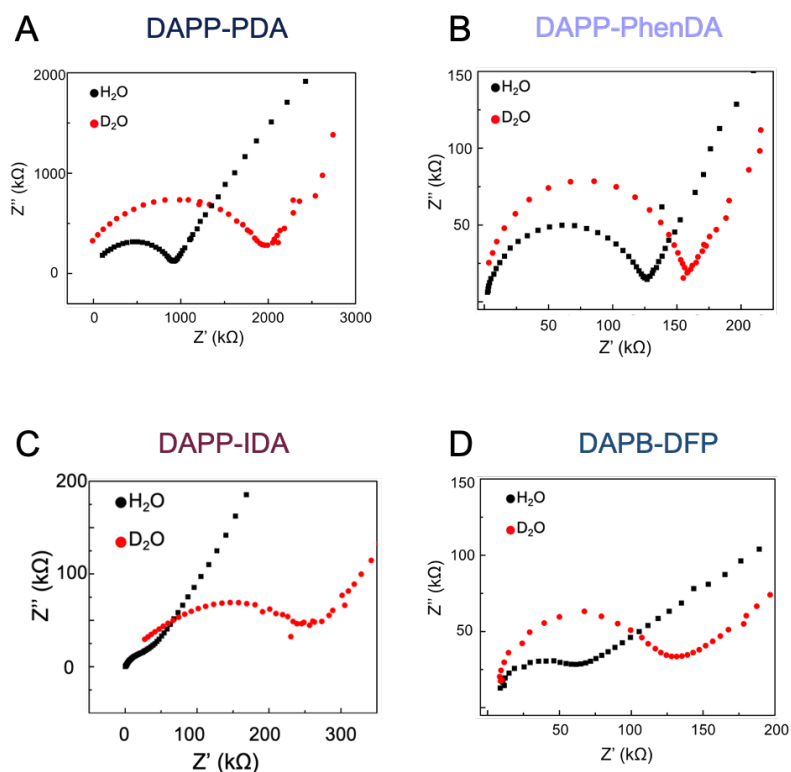 A DAPP-PDA
2000
1000
0
0 1000 2000 3000
Z'' (kΩ)
Z' (kΩ)
H₂O
D₂O
B DAPP-PhenDA
150
100
50
50 100 150 200
Z'' (kΩ)
Z' (kΩ)
H₂O
D₂O
C DAPP-IDA
200
150
100
50
0
0 100 200 300
Z'' (kΩ)
Z' (kΩ)
H₂O
D₂O
D DAPB-DFP
150
100
50
50 100 150 200
Z'' (kΩ)
Z' (kΩ)
H₂O
D₂O